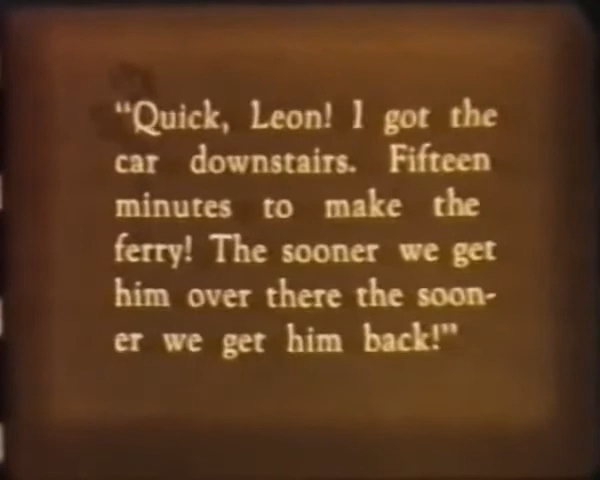 “Quick, Leon! I got the
car downstairs. Fifteen
minutes to make the
ferry! The sooner we get
him over there the soon-
er we get him back!”